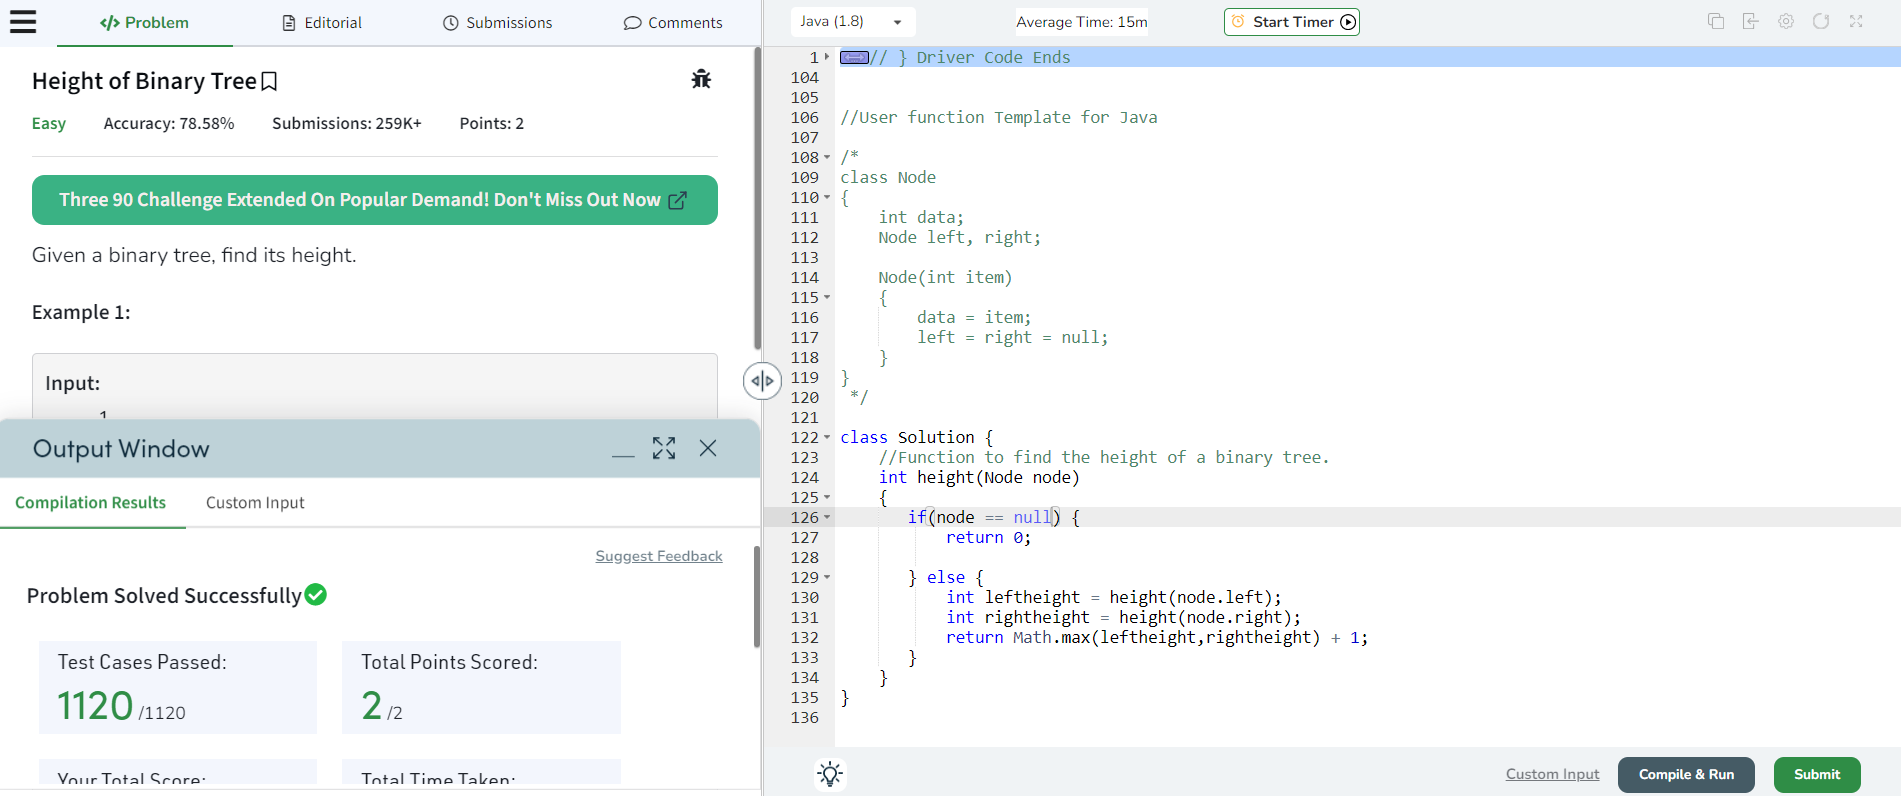 Problem
Editorial
Submissions
Comments
Height of Binary Tree
Easy
Accuracy: 78.58%
Submissions: 259K+
Points: 2
Three 90 Challenge Extended On Popular Demand! Don't Miss Out Now
Given a binary tree, find its height.
Example 1:
Input:
1
Output Window
Compilation Results
Custom Input
Suggest Feedback
Problem Solved Successfully
Test Cases Passed:
1120 /1120
Total Points Scored:
2 /2
Your Total Score:
Total Time Taken:
Java (1.8)
Average Time: 15m
Start Timer
1 // } Driver Code Ends
104
105
106 //User function Template for Java
107
108 /*
109 class Node
110 {
111 int data;
112 Node left, right;
113
114 Node(int item)
115 {
116 data = item;
117 left = right = null;
118 }
119 }
120 */
121
122 class Solution {
123 //Function to find the height of a binary tree.
124 int height(Node node)
125 {
126 if(node == null) {
127 return 0;
128
129 } else {
130 int leftheight = height(node.left);
131 int rightheight = height(node.right);
132 return Math.max(leftheight,rightheight) + 1;
133 }
134 }
135 }
136
Custom Input
Compile & Run
Submit